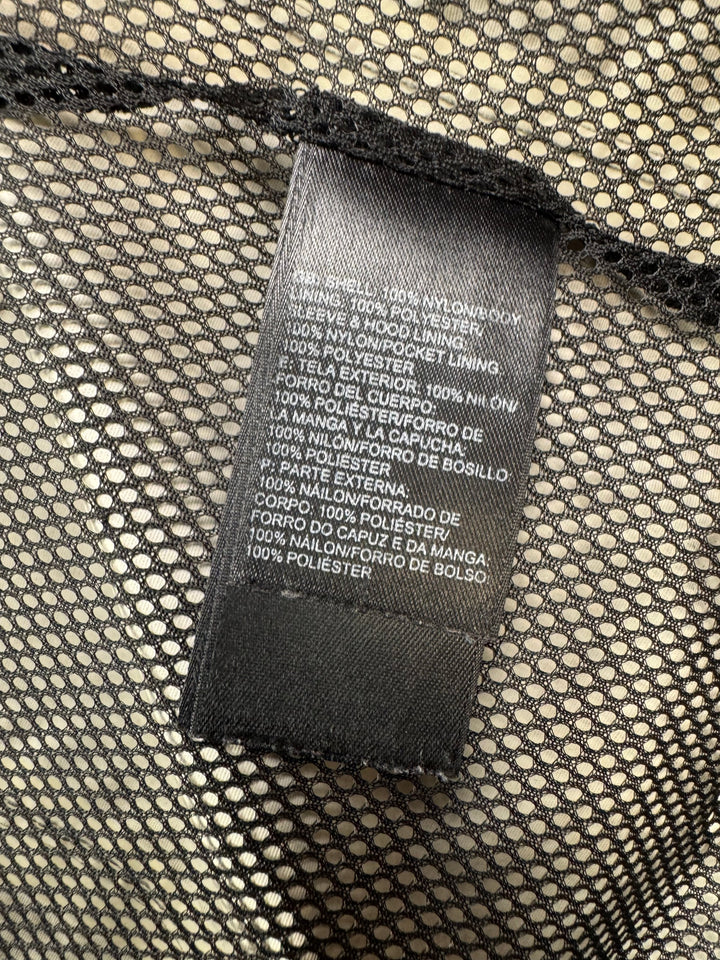 GB: SHELL: 100% NYLON/BODY
LINING: 100% POLYESTER/
SLEEVE & HOOD LINING:
100% NYLON/POCKET LINING:
100% POLYESTER
E: TELA EXTERIOR: 100% NILÓN/
FORRO DEL CUERPO:
100% POLIÉSTER/FORRO DE
LA MANGA Y LA CAPUCHA:
100% NILÓN/FORRO DE BOSILLO:
100% POLIÉSTER
P: PARTE EXTERNA:
100% NÁILON/FORRADO DE
CORPO: 100% POLIÉSTER/
FORRO DO CAPUZ E DA MANGA:
100% NÁILON/FORRO DE BOLSO:
100% POLIÉSTER